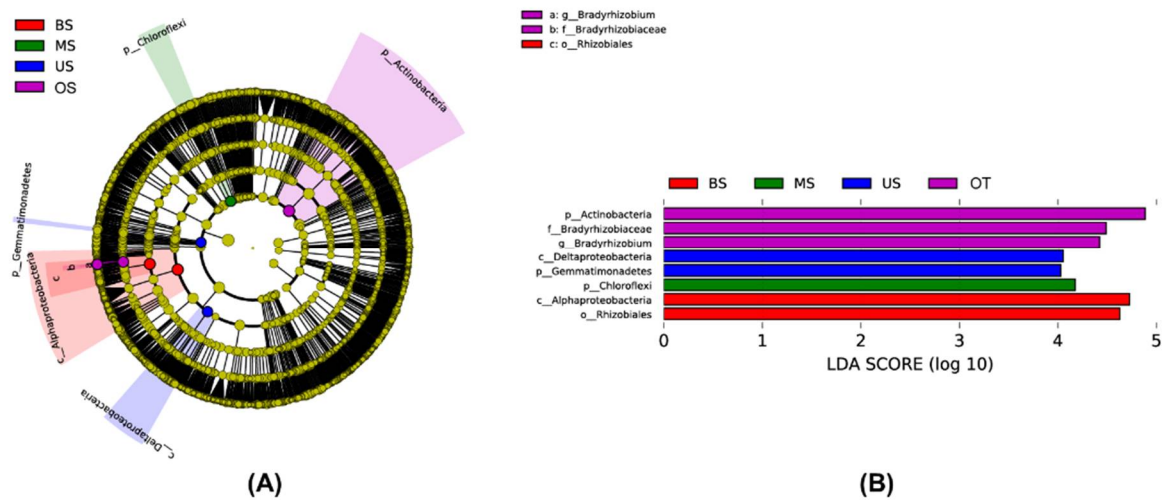 BS
MS
US
OS
p__Chloroflexi
p__Actinobacteria
p__Gemmatimonadetes
a
b
c
c__Alphaproteobacteria
c__Deltaproteobacteria
(A)
a: g__Bradyrhizobium
b: f__Bradyrhizobiaceae
c: o__Rhizobiales
BS MS US OT
p__Actinobacteria
f__Bradyrhizobiaceae
g__Bradyrhizobium
c__Deltaproteobacteria
p__Gemmatimonadetes
p__Chloroflexi
c__Alphaproteobacteria
o__Rhizobiales
0 1 2 3 4 5
LDA SCORE (log 10)
(B)